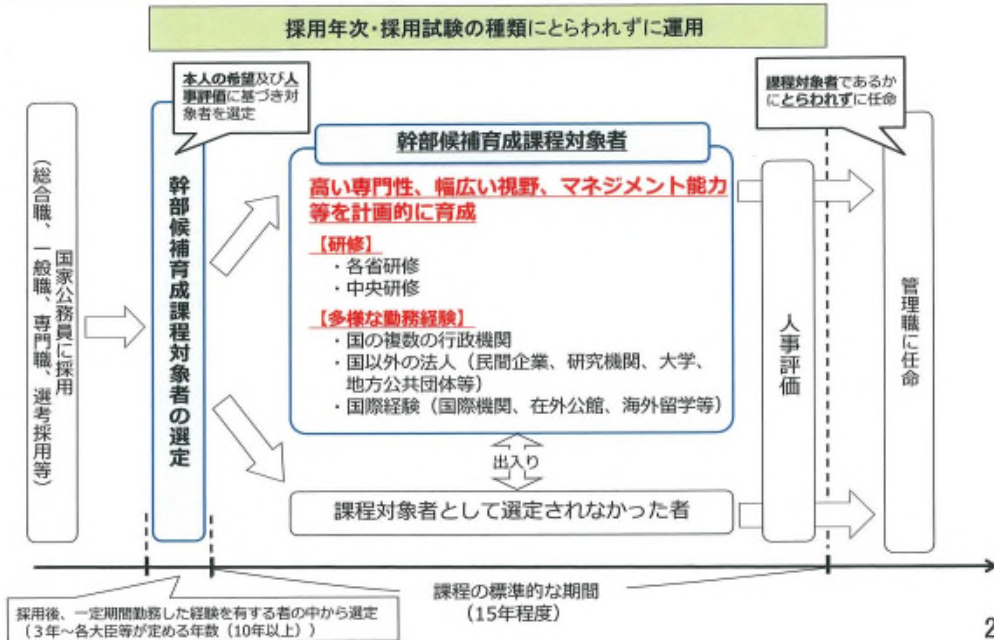 採用年次・採用試験の種類にとらわれずに運用
本人の希望及び人
事評価に基づき対
象者を選定
課程対象者であるか
にとらわれずに任命
国家公務員に採用
（総合職、一般職、専門職、選考採用等）
幹部候補育成課程対象者の選定
幹部候補育成課程対象者
高い専門性、幅広い視野、マネジメント能力
等を計画的に育成
【研修】
・各省研修
・中央研修
【多様な勤務経験】
・国の複数の行政機関
・国以外の法人（民間企業、研究機関、大学、
地方公共団体等）
・国際経験（国際機関、在外公館、海外留学等）
出入り
課程対象者として選定されなかった者
人事評価
管理職に任命
課程の標準的な期間
（15年程度）
採用後、一定期間勤務した経験を有する者の中から選定
（３年～各大臣等が定める年数（10年以上））
2